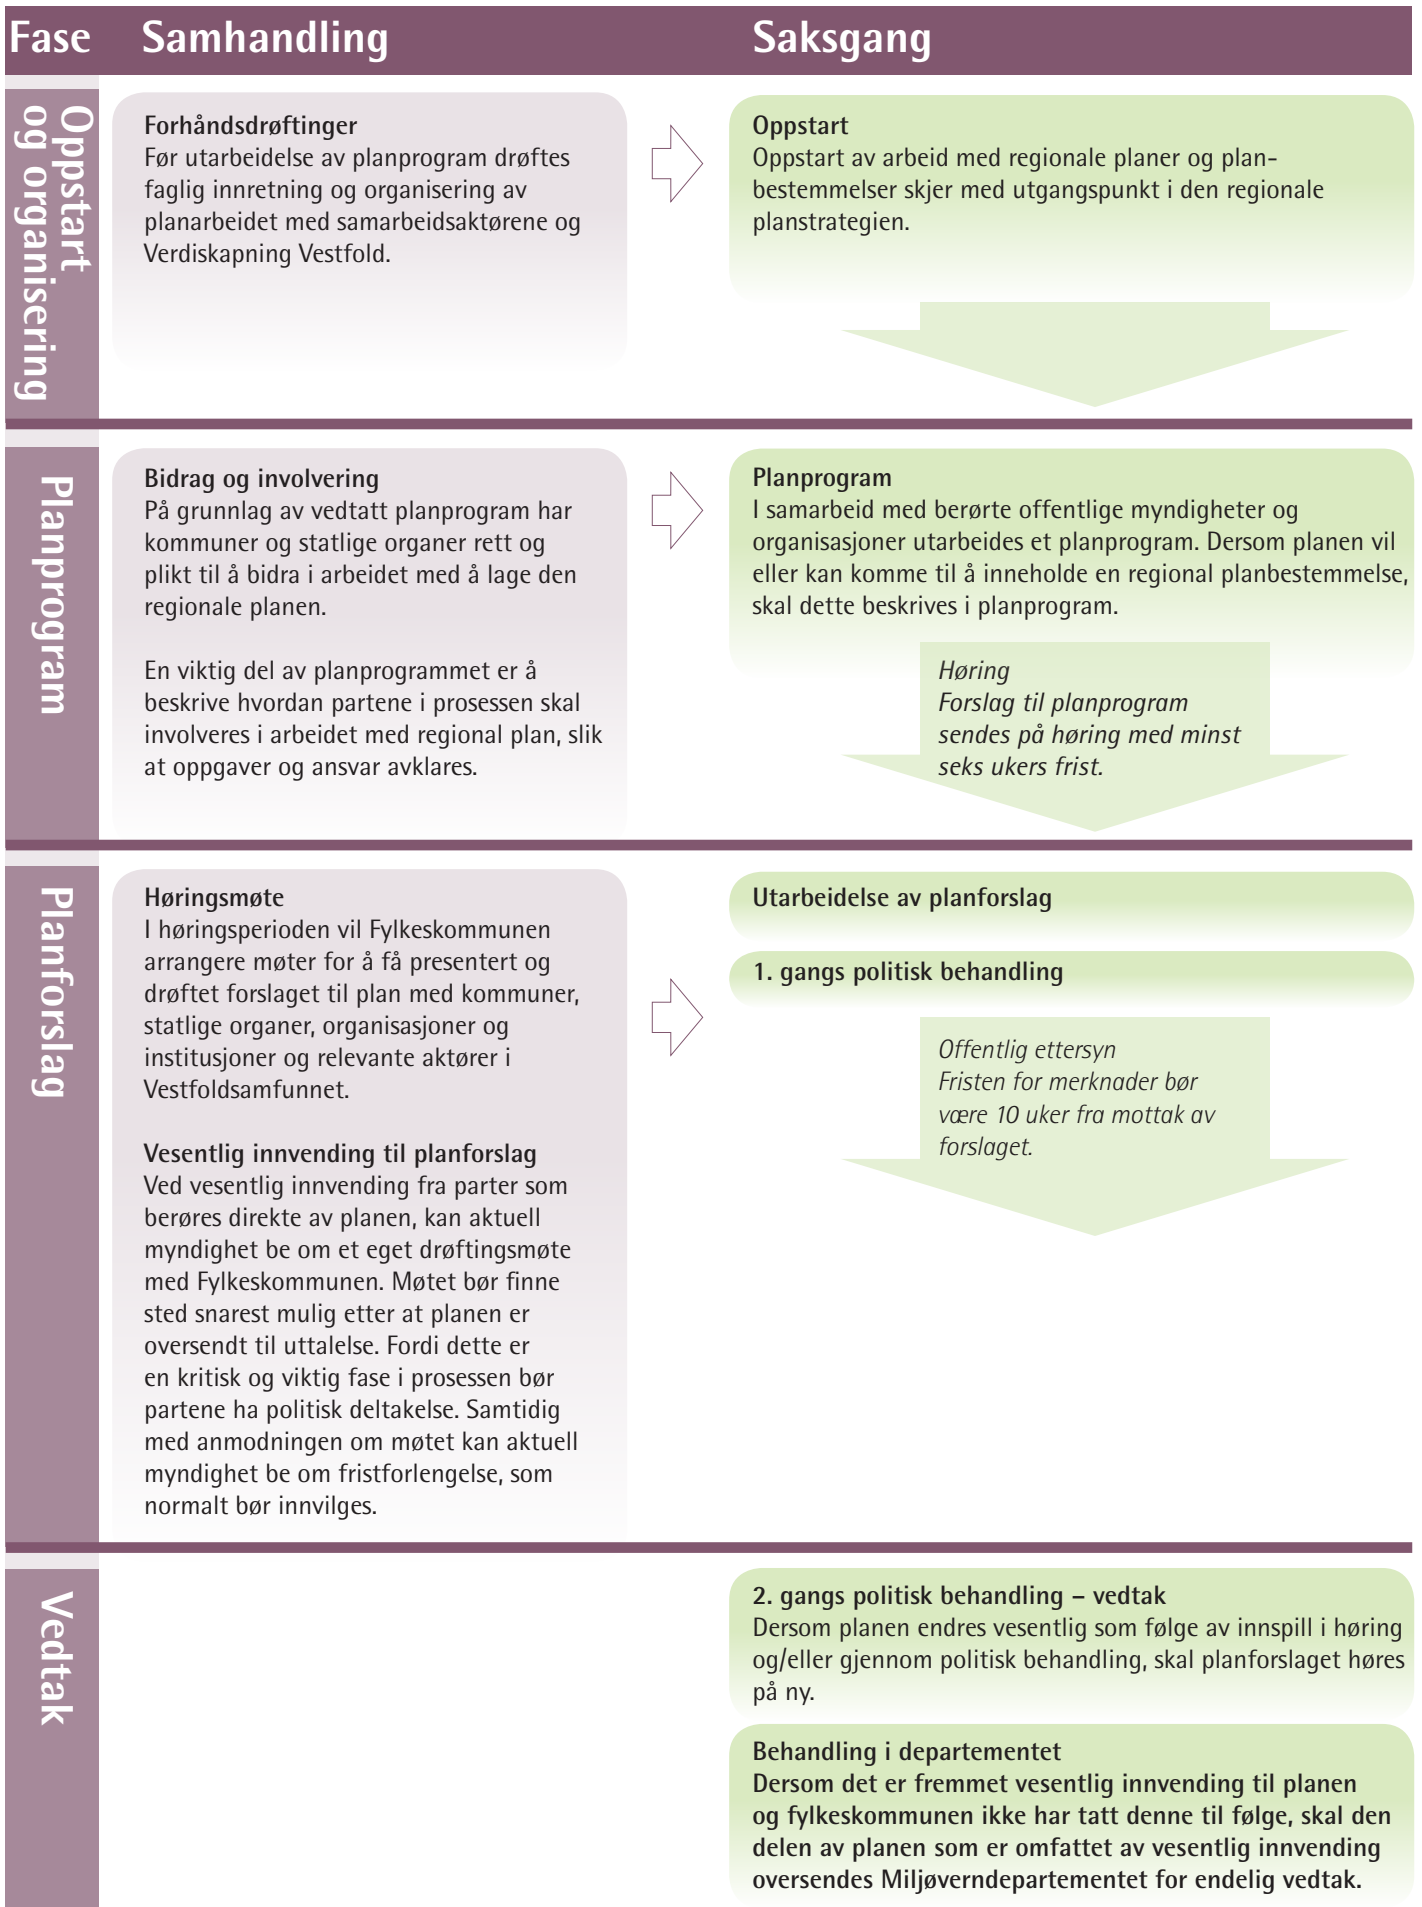 Fase
Samhandling
Saksgang
Oppstart
og organisering
Forhåndsdrøftinger
Før utarbeidelse av planprogram drøftes
faglig innretning og organisering av
planarbeidet med samarbeidsaktørene og
Verdiskapning Vestfold.
Oppstart
Oppstart av arbeid med regionale planer og plan-
bestemmelser skjer med utgangspunkt i den regionale
planstrategien.
Planprogram
Bidrag og involvering
På grunnlag av vedtatt planprogram har
kommuner og statlige organer rett og
plikt til å bidra i arbeidet med å lage den
regionale planen.
En viktig del av planprogrammet er å
beskrive hvordan partene i prosessen skal
involveres i arbeidet med regional plan, slik
at oppgaver og ansvar avklares.
Planprogram
I samarbeid med berørte offentlige myndigheter og
organisasjoner utarbeides et planprogram. Dersom planen vil
eller kan komme til å inneholde en regional planbestemmelse,
skal dette beskrives i planprogram.
Høring
Forslag til planprogram
sendes på høring med minst
seks ukers frist.
Planforslag
Høringsmøte
I høringsperioden vil Fylkeskommunen
arrangere møter for å få presentert og
drøftet forslaget til plan med kommuner,
statlige organer, organisasjoner og
institusjoner og relevante aktører i
Vestfoldsamfunnet.
Vesentlig innvending til planforslag
Ved vesentlig innvending fra parter som
berøres direkte av planen, kan aktuell
myndighet be om et eget drøftingsmøte
med Fylkeskommunen. Møtet bør finne
sted snarest mulig etter at planen er
oversendt til uttalelse. Fordi dette er
en kritisk og viktig fase i prosessen bør
partene ha politisk deltakelse. Samtidig
med anmodningen om møtet kan aktuell
myndighet be om fristforlengelse, som
normalt bør innvilges.
Utarbeidelse av planforslag
1. gangs politisk behandling
Offentlig ettersyn
Fristen for merknader bør
være 10 uker fra mottak av
forslaget.
Vedtak
2. gangs politisk behandling – vedtak
Dersom planen endres vesentlig som følge av innspill i høring
og/eller gjennom politisk behandling, skal planforslaget høres
på ny.
Behandling i departementet
Dersom det er fremmet vesentlig innvending til planen
og fylkeskommunen ikke har tatt denne til følge, skal den
delen av planen som er omfattet av vesentlig innvending
oversendes Miljøverndepartementet for endelig vedtak.